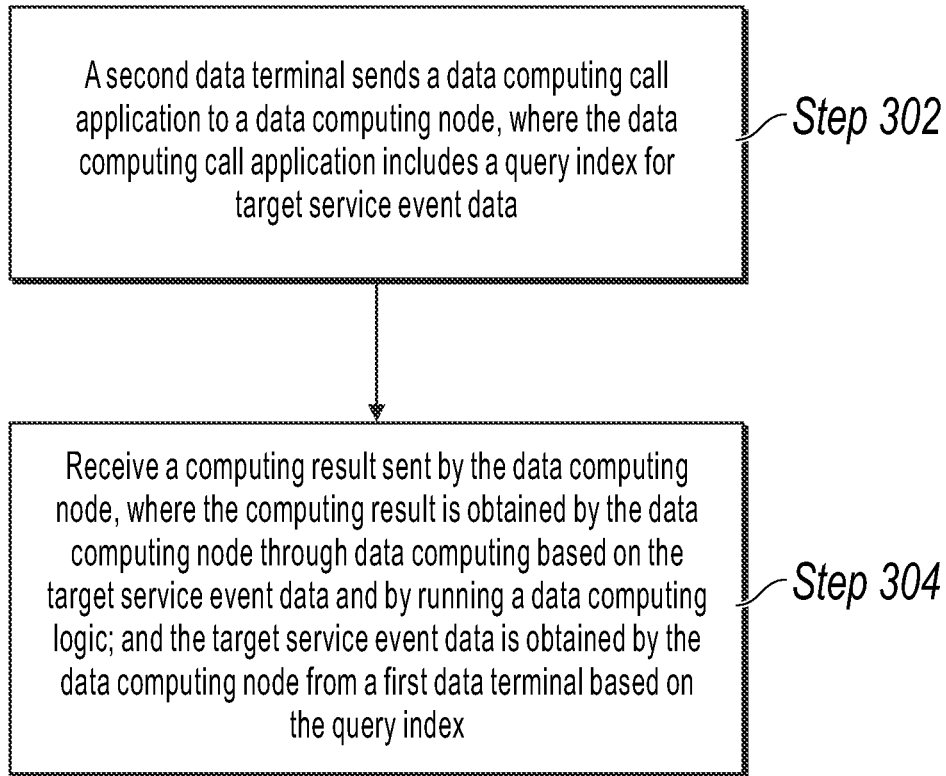 A second data terminal sends a data computing call
application to a data computing node, where the data
computing call application includes a query index for
target service event data
Step 302
Receive a computing result sent by the data computing
node, where the computing result is obtained by the data
computing node through data computing based on the
target service event data and by running a data computing
logic; and the target service event data is obtained by the
data computing node from a first data terminal based on
the query index
Step 304